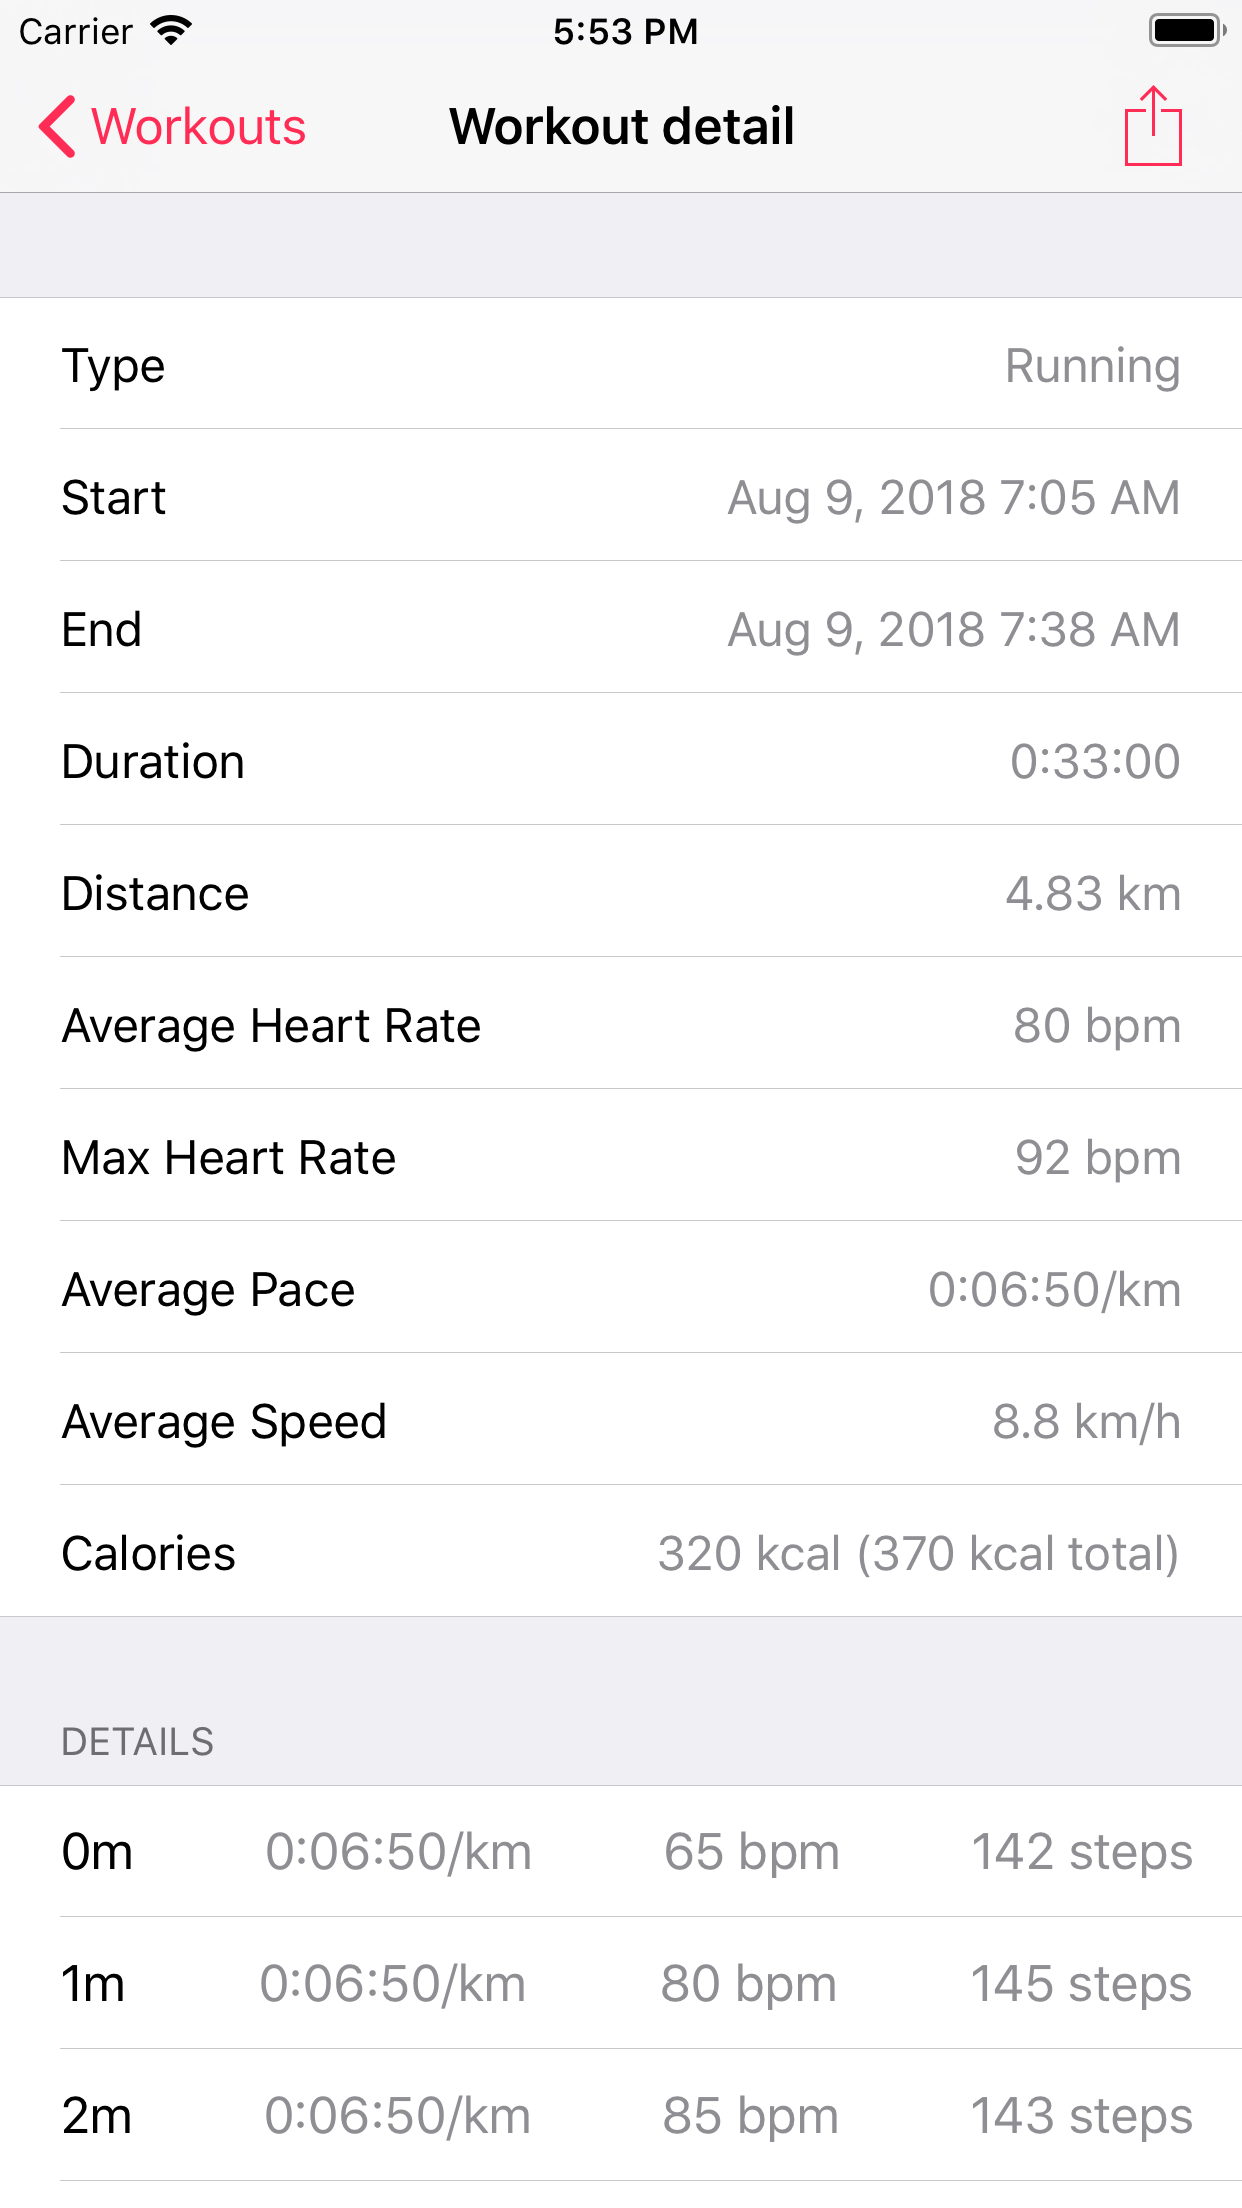 Carrier 5:53 PM
Workouts Workout detail
Type Running
Start Aug 9, 2018 7:05 AM
End Aug 9, 2018 7:38 AM
Duration 0:33:00
Distance 4.83 km
Average Heart Rate 80 bpm
Max Heart Rate 92 bpm
Average Pace 0:06:50/km
Average Speed 8.8 km/h
Calories 320 kcal (370 kcal total)
DETAILS
0m 0:06:50/km 65 bpm 142 steps
1m 0:06:50/km 80 bpm 145 steps
2m 0:06:50/km 85 bpm 143 steps